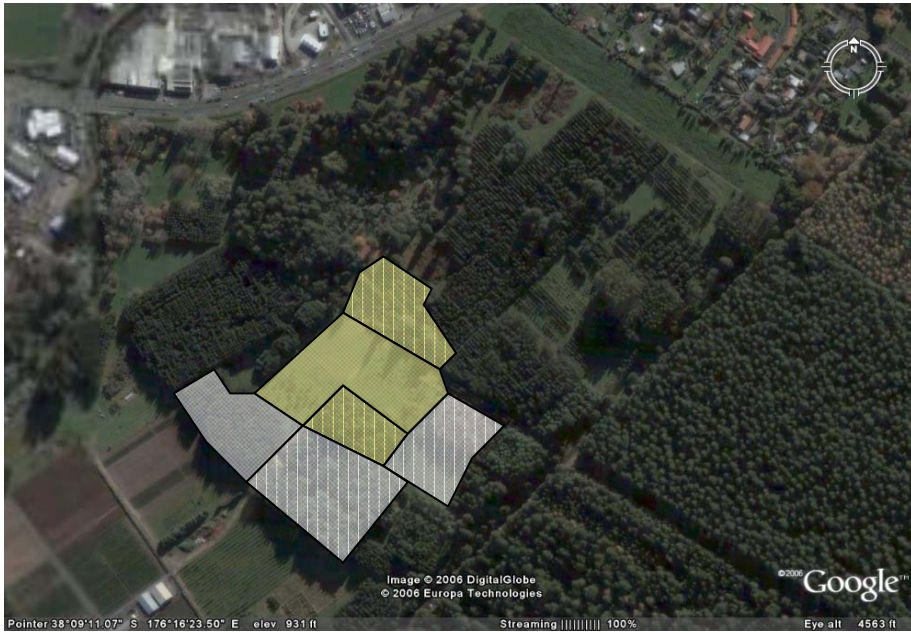 N
Image © 2006 DigitalGlobe
© 2006 Europa Technologies
©2006 Google™
Pointer 38°09'11.07" S 176°16'23.50" E elev 931 ft Streaming |||||||||| 100% Eye alt 4563 ft